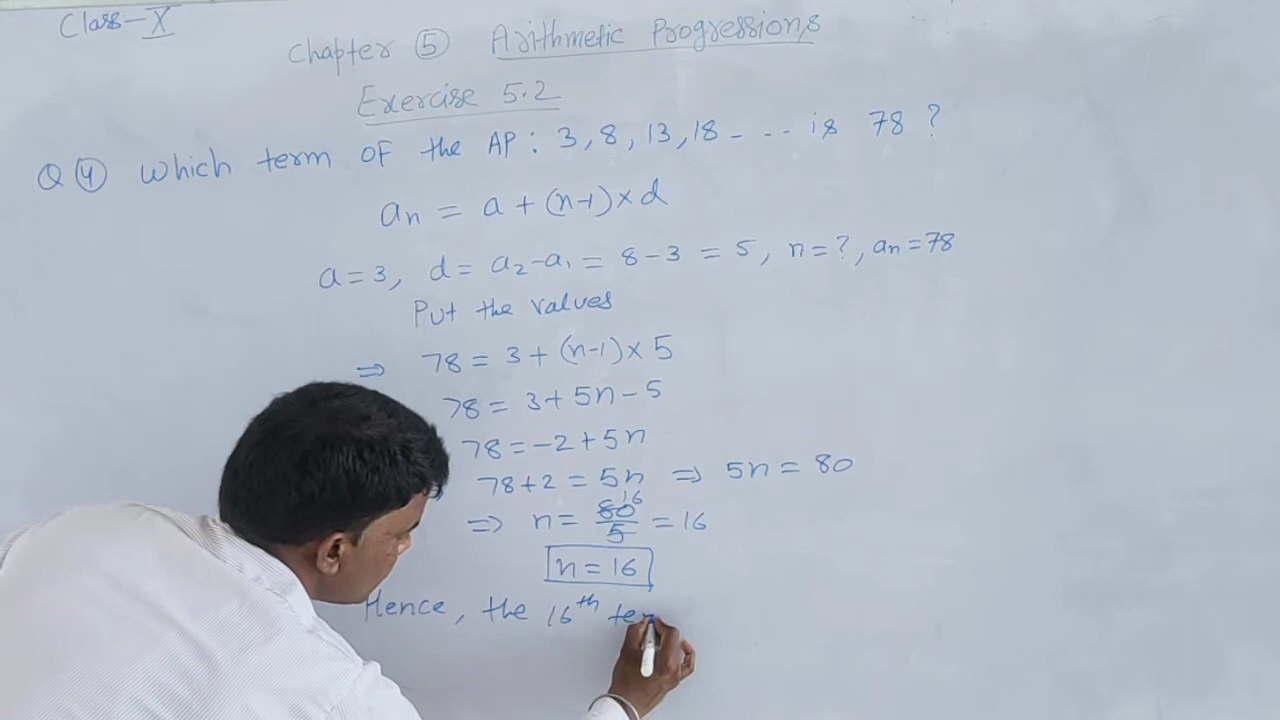 Class-X
Chapter 5 Arithmetic Progressions
Exercise 5.2
Q 4 Which term of the AP: 3, 8, 13, 18 - - - - is 78 ?
an = a + (n-1) × d
a = 3, d = a2 - a1 = 8 - 3 = 5, n = ?, an = 78
Put the values
⇒ 78 = 3 + (n-1) × 5
78 = 3 + 5n - 5
78 = -2 + 5n
78 + 2 = 5n ⇒ 5n = 80
⇒ n = 80/5 16 = 16
n = 16
Hence, the 16th